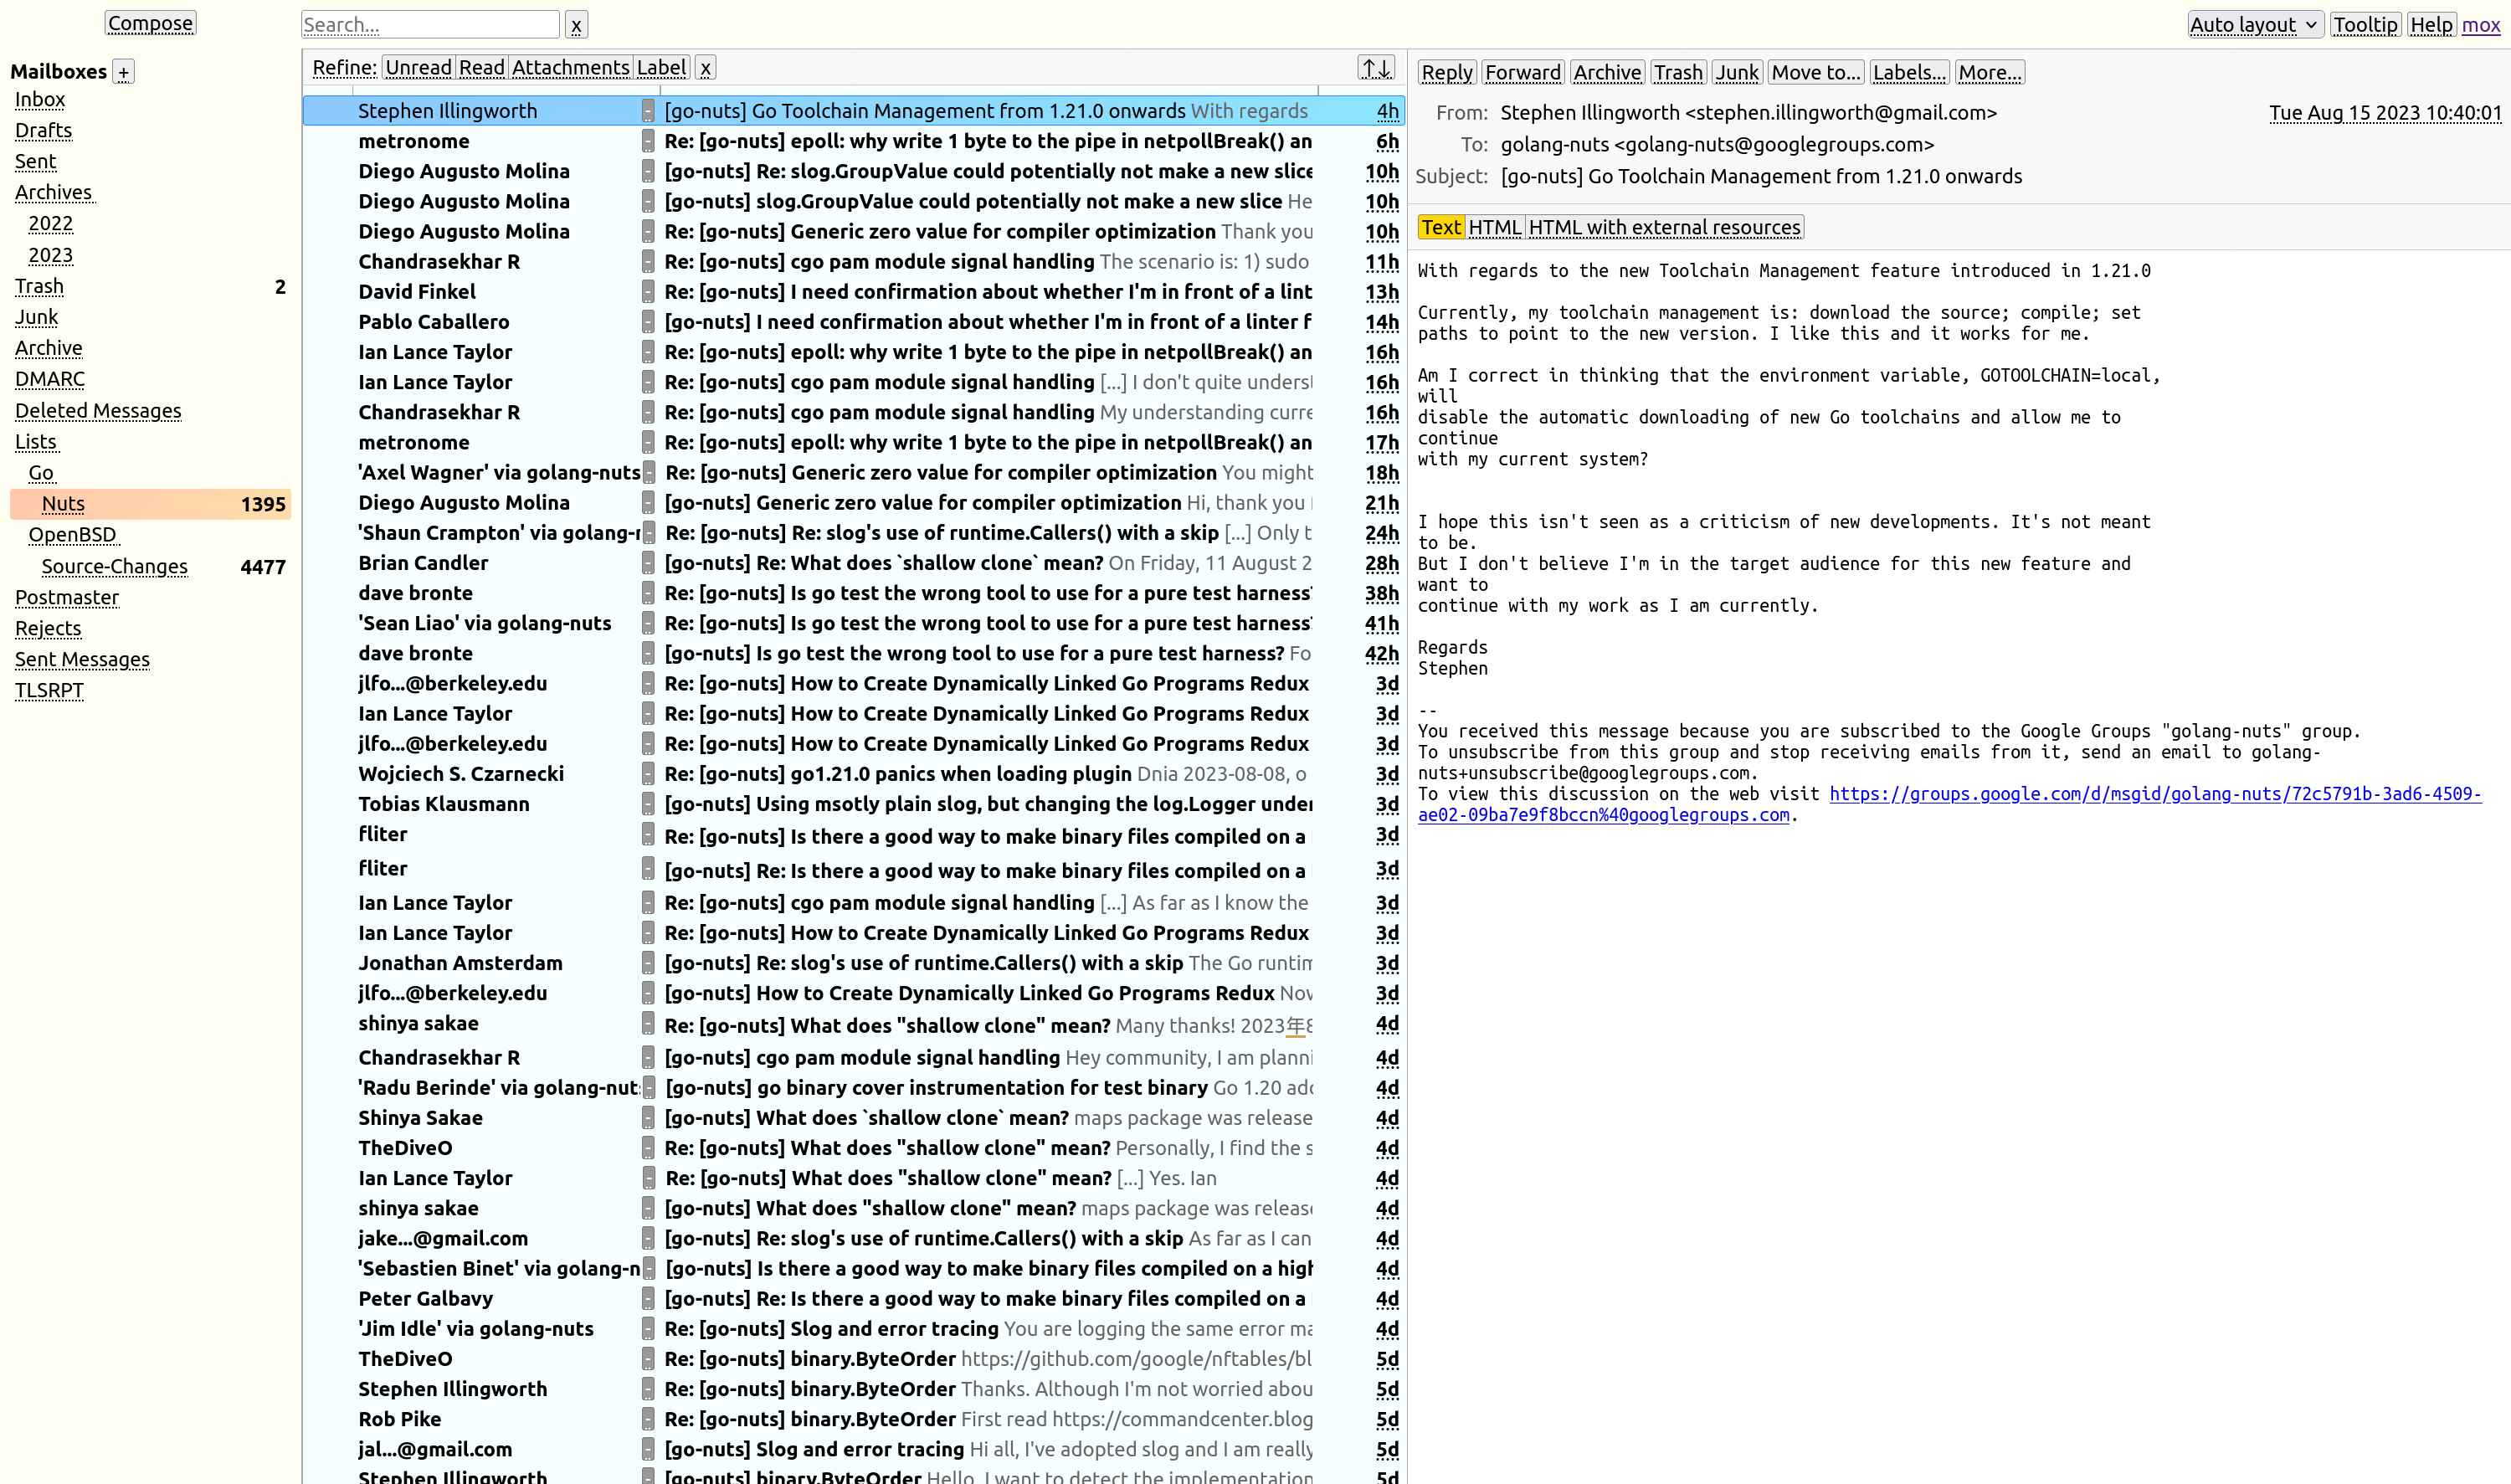 Compose
Search...
x
Auto layout
Tooltip
Help
mox
Mailboxes +
Inbox
Drafts
Sent
Archives
2022
2023
Trash 2
Junk
Archive
DMARC
Deleted Messages
Lists
Go
Nuts 1395
OpenBSD
Source-Changes 4477
Postmaster
Rejects
Sent Messages
TLSRPT
Refine: Unread Read Attachments Label x ↑↓
Stephen Illingworth - [go-nuts] Go Toolchain Management from 1.21.0 onwards With regards 4h
metronome - Re: [go-nuts] epoll: why write 1 byte to the pipe in netpollBreak() an 6h
Diego Augusto Molina - [go-nuts] Re: slog.GroupValue could potentially not make a new slice 10h
Diego Augusto Molina - [go-nuts] slog.GroupValue could potentially not make a new slice He 10h
Diego Augusto Molina - Re: [go-nuts] Generic zero value for compiler optimization Thank you 10h
Chandrasekhar R - Re: [go-nuts] cgo pam module signal handling The scenario is: 1) sudo 11h
David Finkel - Re: [go-nuts] I need confirmation about whether I'm in front of a lint 13h
Pablo Caballero - [go-nuts] I need confirmation about whether I'm in front of a linter f 14h
Ian Lance Taylor - Re: [go-nuts] epoll: why write 1 byte to the pipe in netpollBreak() an 16h
Ian Lance Taylor - Re: [go-nuts] cgo pam module signal handling [...] I don't quite underst 16h
Chandrasekhar R - Re: [go-nuts] cgo pam module signal handling My understanding curre 16h
metronome - Re: [go-nuts] epoll: why write 1 byte to the pipe in netpollBreak() an 17h
'Axel Wagner' via golang-nuts - Re: [go-nuts] Generic zero value for compiler optimization You might 18h
Diego Augusto Molina - [go-nuts] Generic zero value for compiler optimization Hi, thank you 21h
'Shaun Crampton' via golang-r - Re: [go-nuts] Re: slog's use of runtime.Callers() with a skip [...] Only t 24h
Brian Candler - [go-nuts] Re: What does `shallow clone` mean? On Friday, 11 August 2 28h
dave bronte - Re: [go-nuts] Is go test the wrong tool to use for a pure test harness? 38h
'Sean Liao' via golang-nuts - Re: [go-nuts] Is go test the wrong tool to use for a pure test harness? 41h
dave bronte - [go-nuts] Is go test the wrong tool to use for a pure test harness? Fo 42h
jlfo...@berkeley.edu - Re: [go-nuts] How to Create Dynamically Linked Go Programs Redux 3d
Ian Lance Taylor - Re: [go-nuts] How to Create Dynamically Linked Go Programs Redux 3d
jlfo...@berkeley.edu - Re: [go-nuts] How to Create Dynamically Linked Go Programs Redux 3d
Wojciech S. Czarnecki - Re: [go-nuts] go1.21.0 panics when loading plugin Dnia 2023-08-08, o 3d
Tobias Klausmann - [go-nuts] Using msotly plain slog, but changing the log.Logger under 3d
fliter - Re: [go-nuts] Is there a good way to make binary files compiled on a 3d
fliter - [go-nuts] Re: Is there a good way to make binary files compiled on a 3d
Ian Lance Taylor - Re: [go-nuts] cgo pam module signal handling [...] As far as I know the 3d
Ian Lance Taylor - Re: [go-nuts] How to Create Dynamically Linked Go Programs Redux 3d
Jonathan Amsterdam - [go-nuts] Re: slog's use of runtime.Callers() with a skip The Go runtim 3d
jlfo...@berkeley.edu - [go-nuts] How to Create Dynamically Linked Go Programs Redux Nov 3d
shinya sakae - Re: [go-nuts] What does "shallow clone" mean? Many thanks! 2023年8 4d
Chandrasekhar R - [go-nuts] cgo pam module signal handling Hey community, I am planni 4d
'Radu Berinde' via golang-nuts - [go-nuts] go binary cover instrumentation for test binary Go 1.20 adc 4d
Shinya Sakae - [go-nuts] What does `shallow clone` mean? maps package was release 4d
TheDiveO - Re: [go-nuts] What does "shallow clone" mean? Personally, I find the s 4d
Ian Lance Taylor - Re: [go-nuts] What does "shallow clone" mean? [...] Yes. Ian 4d
shinya sakae - [go-nuts] What does "shallow clone" mean? maps package was release 4d
jake...@gmail.com - [go-nuts] Re: slog's use of runtime.Callers() with a skip As far as I can 4d
'Sebastien Binet' via golang-n - [go-nuts] Is there a good way to make binary files compiled on a high 4d
Peter Galbavy - [go-nuts] Re: Is there a good way to make binary files compiled on a 4d
'Jim Idle' via golang-nuts - Re: [go-nuts] Slog and error tracing You are logging the same error ma 4d
TheDiveO - Re: [go-nuts] binary.ByteOrder https://github.com/google/nftables/bl 5d
Stephen Illingworth - Re: [go-nuts] binary.ByteOrder Thanks. Although I'm not worried abou 5d
Rob Pike - Re: [go-nuts] binary.ByteOrder First read https://commandcenter.blog 5d
jal...@gmail.com - [go-nuts] Slog and error tracing Hi all, I've adopted slog and I am really 5d
Stephen Illingworth - [go-nuts] binary.ByteOrder Hello, I want to detect the implementation 5d
Reply Forward Archive Trash Junk Move to... Labels... More...
From: Stephen Illingworth <stephen.illingworth@gmail.com> Tue Aug 15 2023 10:40:01
To: golang-nuts <golang-nuts@googlegroups.com>
Subject: [go-nuts] Go Toolchain Management from 1.21.0 onwards
Text HTML HTML with external resources
With regards to the new Toolchain Management feature introduced in 1.21.0
Currently, my toolchain management is: download the source; compile; set
paths to point to the new version. I like this and it works for me.
Am I correct in thinking that the environment variable, GOTOOLCHAIN=local,
will
disable the automatic downloading of new Go toolchains and allow me to
continue
with my current system?
I hope this isn't seen as a criticism of new developments. It's not meant
to be.
But I don't believe I'm in the target audience for this new feature and
want to
continue with my work as I am currently.
Regards
Stephen
--
You received this message because you are subscribed to the Google Groups "golang-nuts" group.
To unsubscribe from this group and stop receiving emails from it, send an email to golang-
nuts+unsubscribe@googlegroups.com.
To view this discussion on the web visit https://groups.google.com/d/msgid/golang-nuts/72c5791b-3ad6-4509-
ae02-09ba7e9f8bccn%40googlegroups.com.